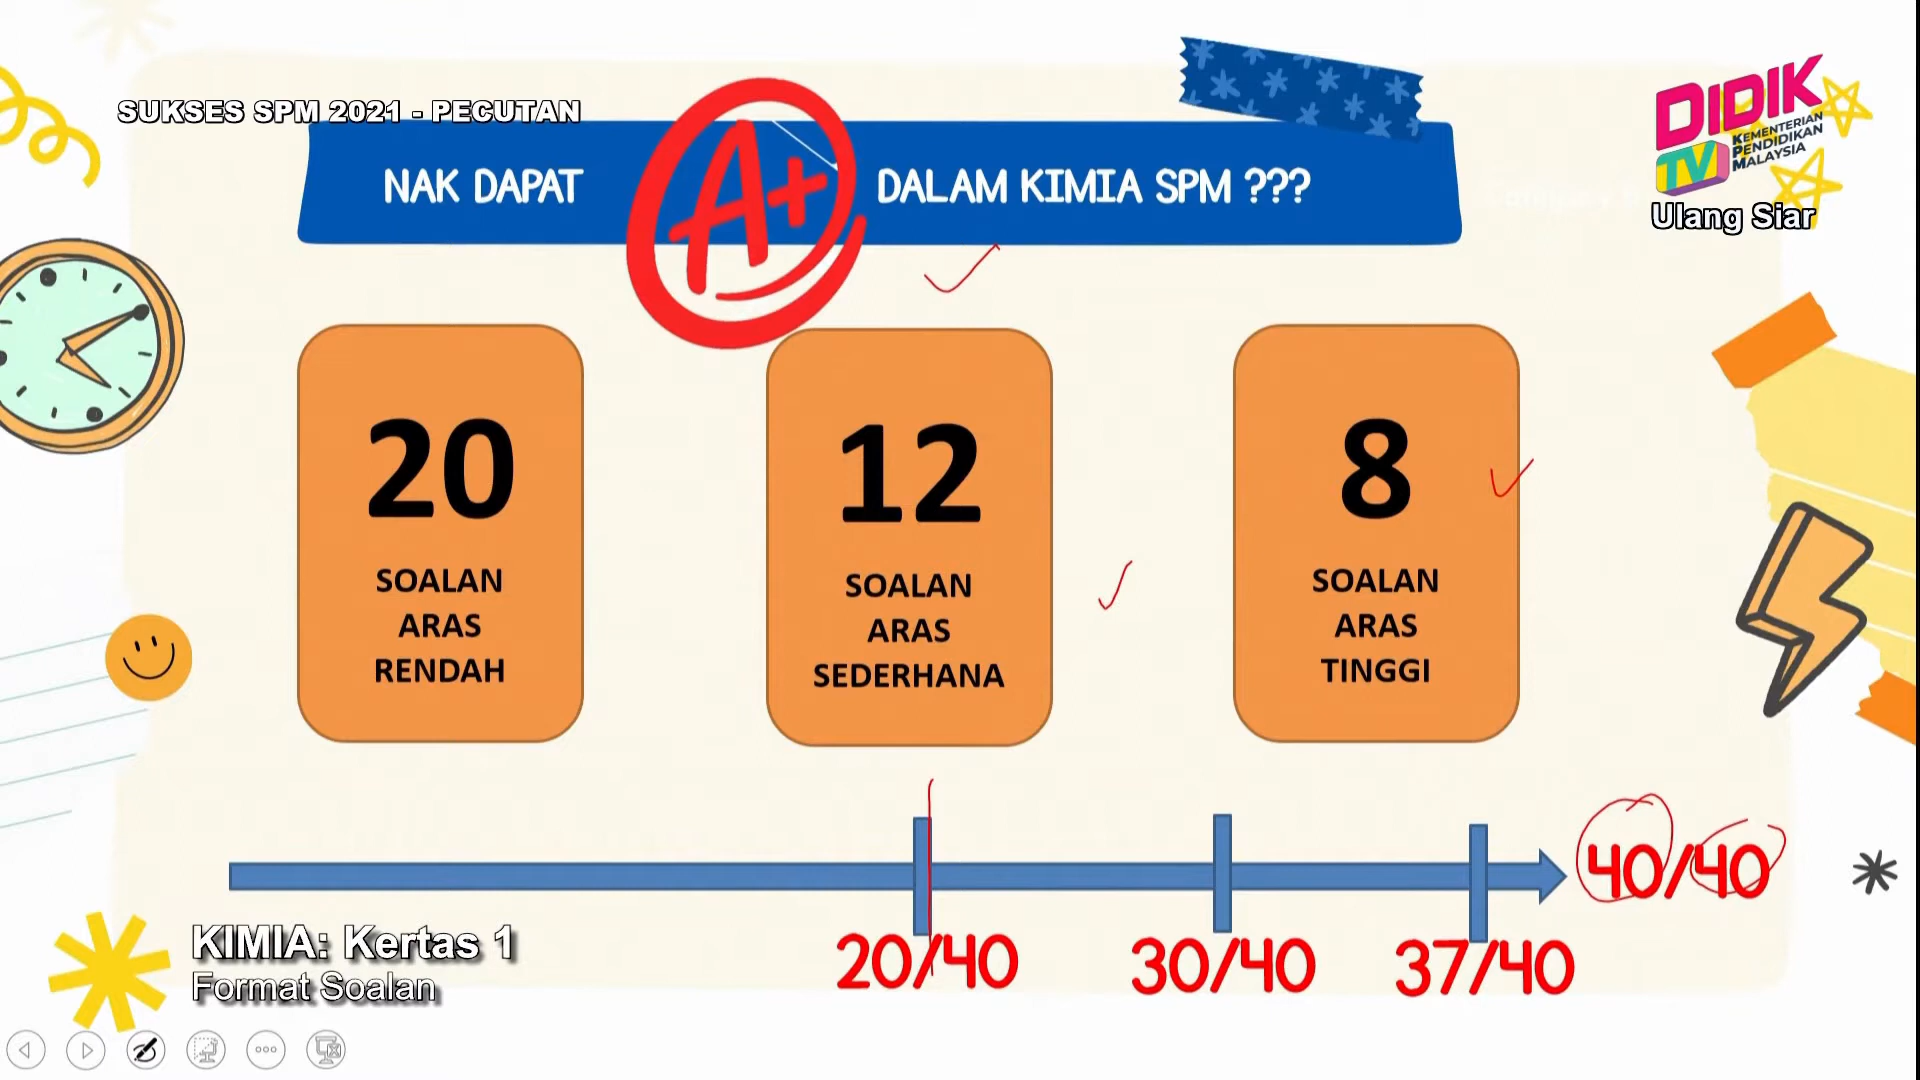 SUKSES SPM 2021 - PECUTAN
DIDIK
TV
KEMENTERIAN
PENDIDIKAN
MALAYSIA
Ulang Siar
NAK DAPAT A+ DALAM KIMIA SPM ???
20
SOALAN
ARAS
RENDAH
12
SOALAN
ARAS
SEDERHANA
8
SOALAN
ARAS
TINGGI
40/40
20/40
30/40
37/40
KIMIA: Kertas 1
Format Soalan